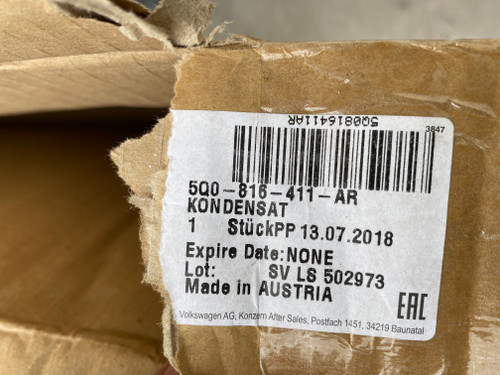 5Q0816411AR
3847
5Q0-816-411-AR
KONDENSAT
1 StückPP 13.07.2018
Expire Date:NONE
Lot: SV LS 502973
Made in AUSTRIA
EAC
Volkswagen AG, Konzern After Sales, Postfach 1451, 34219 Baunatal